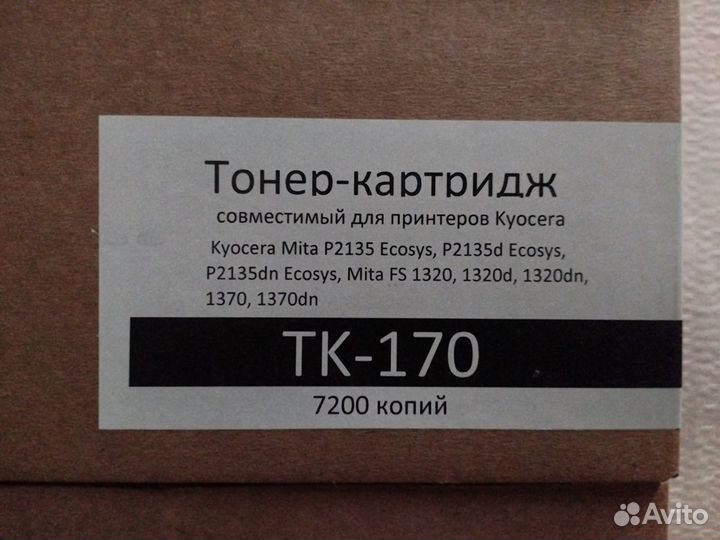 Тонер-картридж
совместимый для принтеров Kyocera
Kyocera Mita P2135 Ecosys, P2135d Ecosys,
P2135dn Ecosys, Mita FS 1320, 1320d, 1320dn,
1370, 1370dn
TK-170
7200 копий
Avito